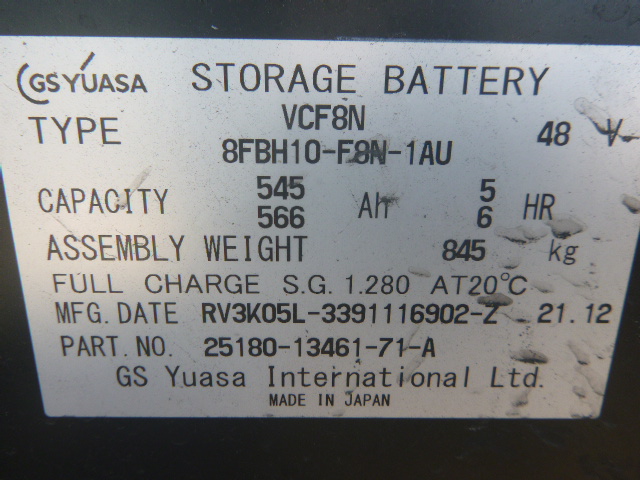 GS YUASA STORAGE BATTERY
TYPE VCF8N 48 V
8FBH10-F8N-1AU
CAPACITY 545 Ah 5 HR
566 6
ASSEMBLY WEIGHT 845 kg
FULL CHARGE S.G. 1.280 AT20℃
MFG. DATE RV3K05L-3391116902-Z 21.12
PART. NO. 25180-13461-71-A
GS Yuasa International Ltd.
MADE IN JAPAN